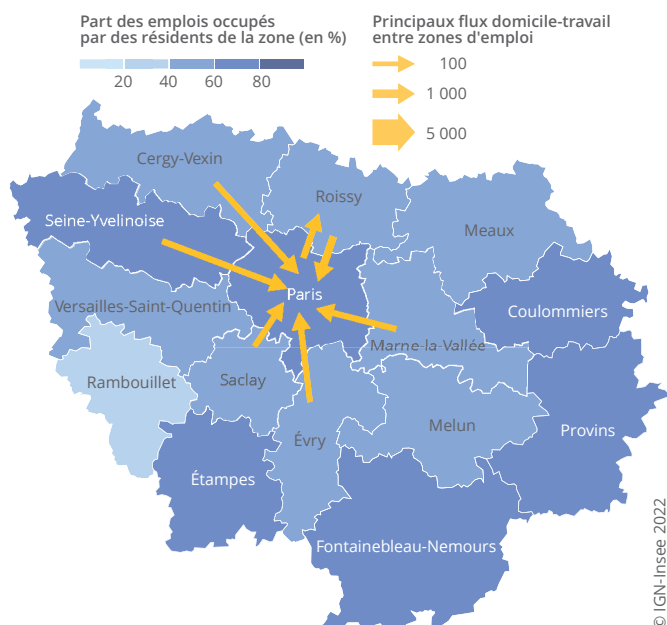 Part des emplois occupés
par des résidents de la zone (en %)
20 40 60 80
Principaux flux domicile-travail
entre zones d'emploi
100
1 000
5 000
Cergy-Vexin
Roissy
Seine-Yvelinoise
Meaux
Paris
Versailles-Saint-Quentin
Coulommiers
Marne-la-Vallée
Rambouillet
Saclay
Melun
Provins
Évry
Étampes
Fontainebleau-Nemours
© IGN-Insee 2022